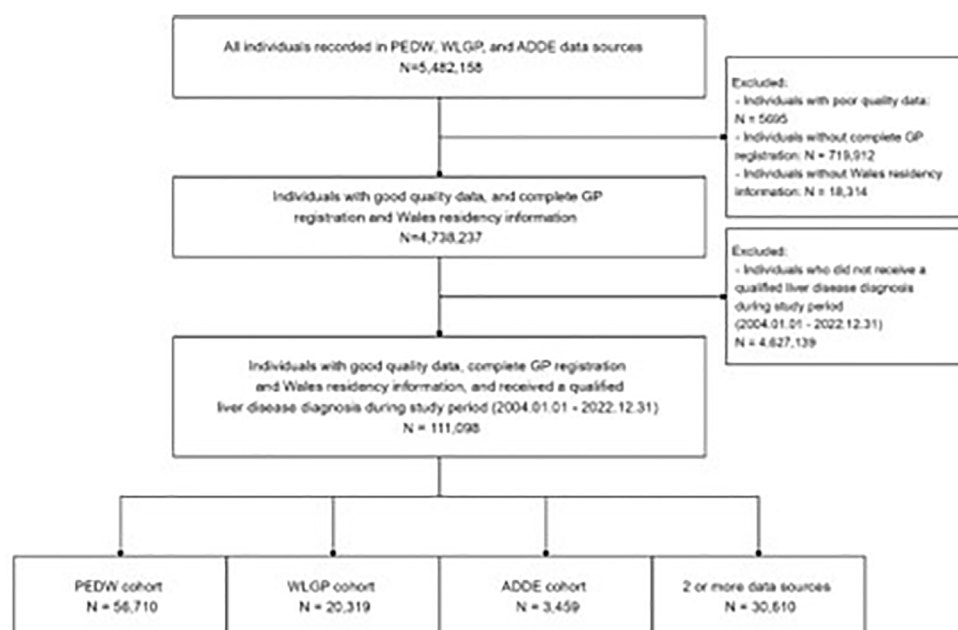 All individuals recorded in PEDW, WLGP, and ADDE data sources
N=5,482,158
Excluded:
- Individuals with poor quality data:
N = 5695
- Individuals without complete GP
registration: N = 719,912
- Individuals without Wales residency
information: N = 18,314
Individuals with good quality data, and complete GP
registration and Wales residency information
N=4,738,237
Excluded:
- Individuals who did not receive a
qualified liver disease diagnosis
during study period
(2004.01.01 - 2022.12.31)
N = 4,627,139
Individuals with good quality data, complete GP registration
and Wales residency information, and received a qualified
liver disease diagnosis during study period (2004.01.01 - 2022.12.31)
N = 111,098
PEDW cohort
N = 56,710
WLGP cohort
N = 20,319
ADDE cohort
N = 3,459
2 or more data sources
N = 30,610